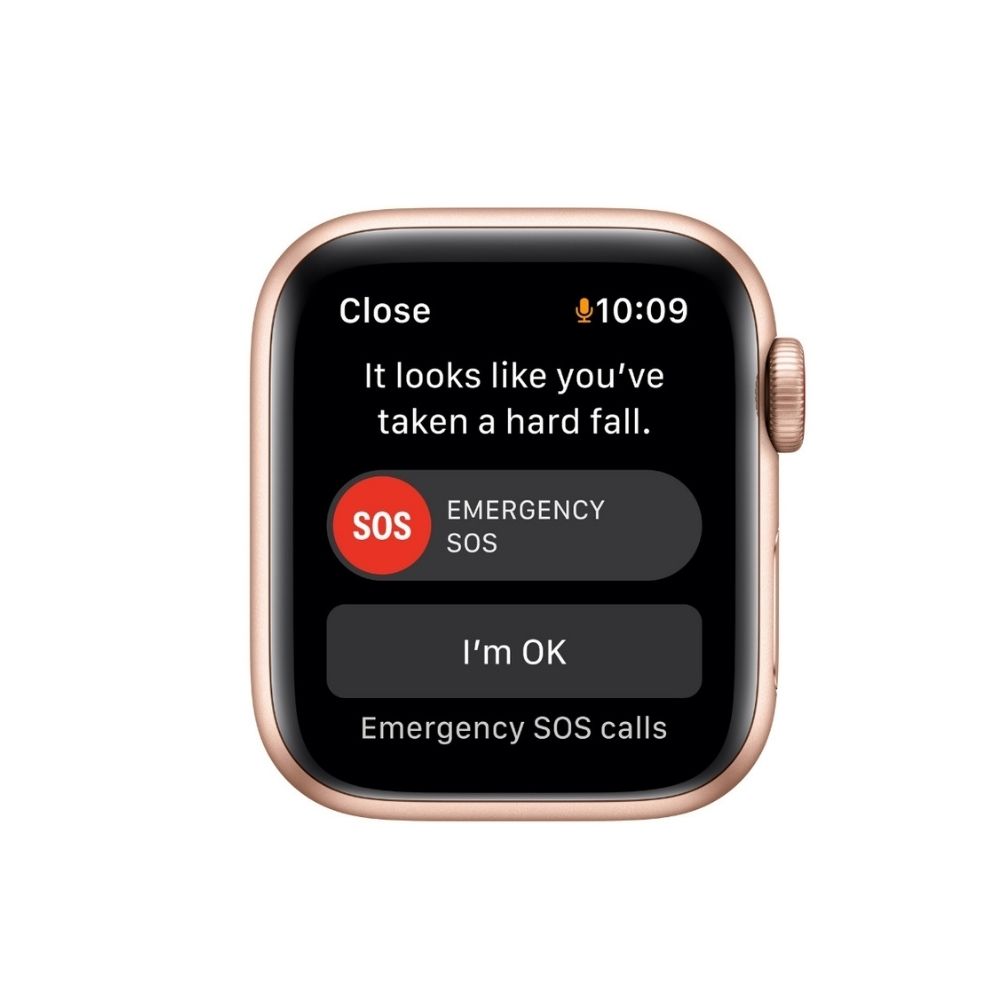 Close 10:09
It looks like you’ve
taken a hard fall.
SOS EMERGENCY
SOS
I’m OK
Emergency SOS calls